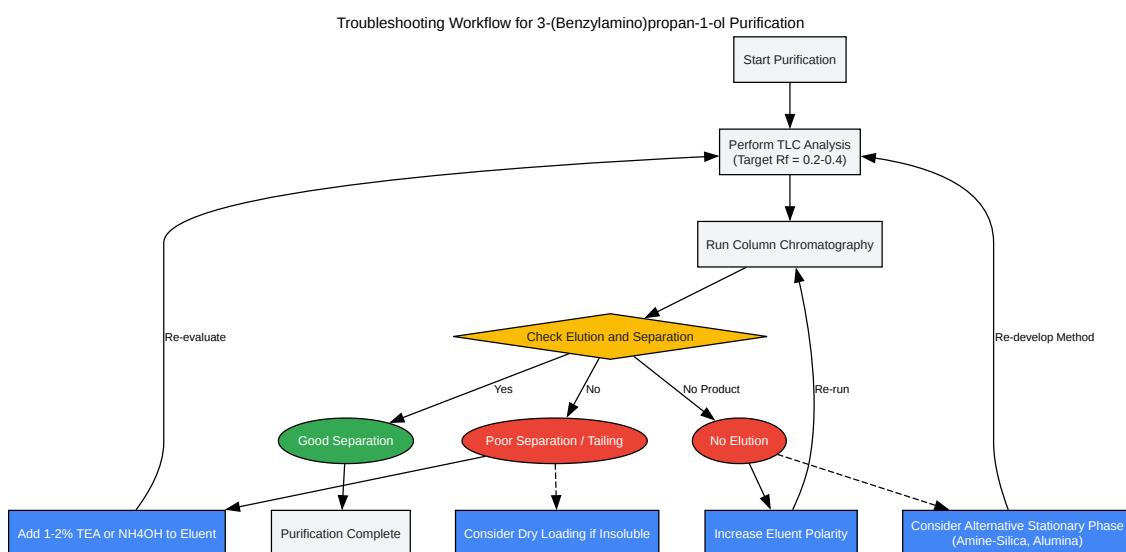 Troubleshooting Workflow for 3-(Benzylamino)propan-1-ol Purification
Start Purification
Perform TLC Analysis
(Target Rf = 0.2-0.4)
Run Column Chromatography
Check Elution and Separation
Re-evaluate
Re-develop Method
Yes
No
No Product
Re-run
Good Separation
Poor Separation / Tailing
No Elution
Add 1-2% TEA or NH4OH to Eluent
Purification Complete
Consider Dry Loading if Insoluble
Increase Eluent Polarity
Consider Alternative Stationary Phase
(Amine-Silica, Alumina)